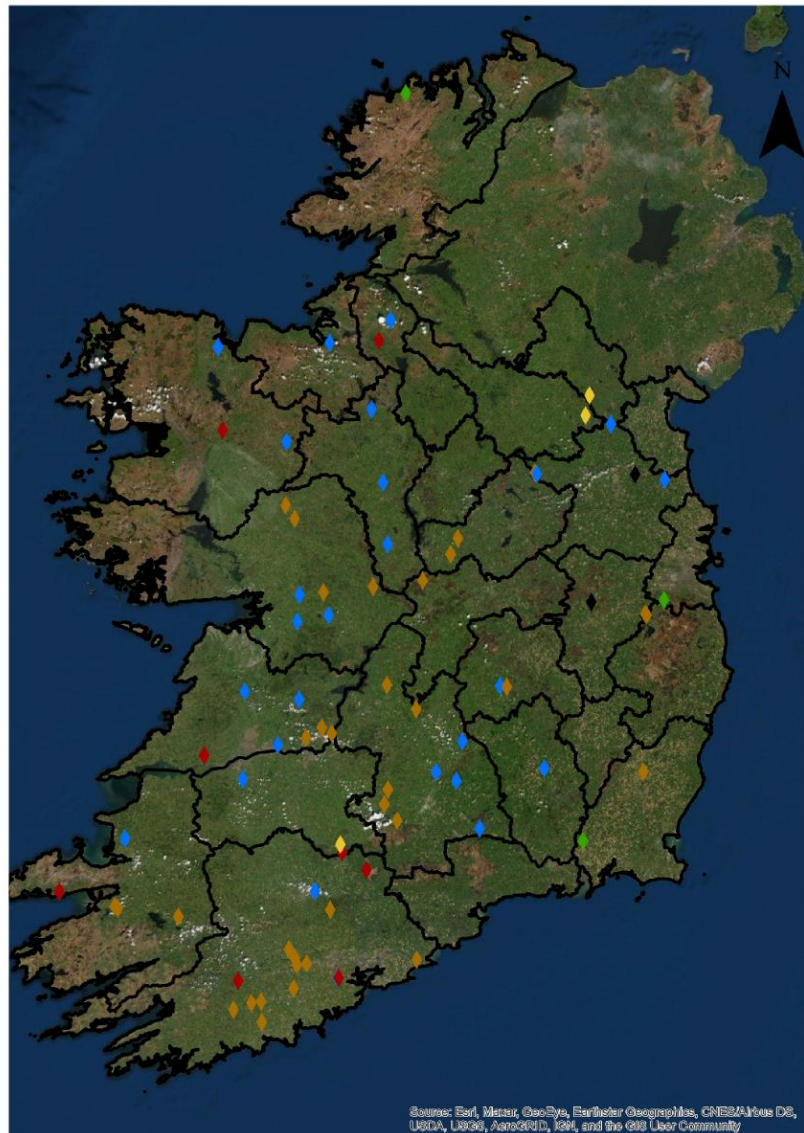 N
Source: Esri, Maxar, GeoEye, Earthstar Geographics, CNES/Airbus DS,
USDA, USGS, AeroGRID, IGN, and the GIS User Community